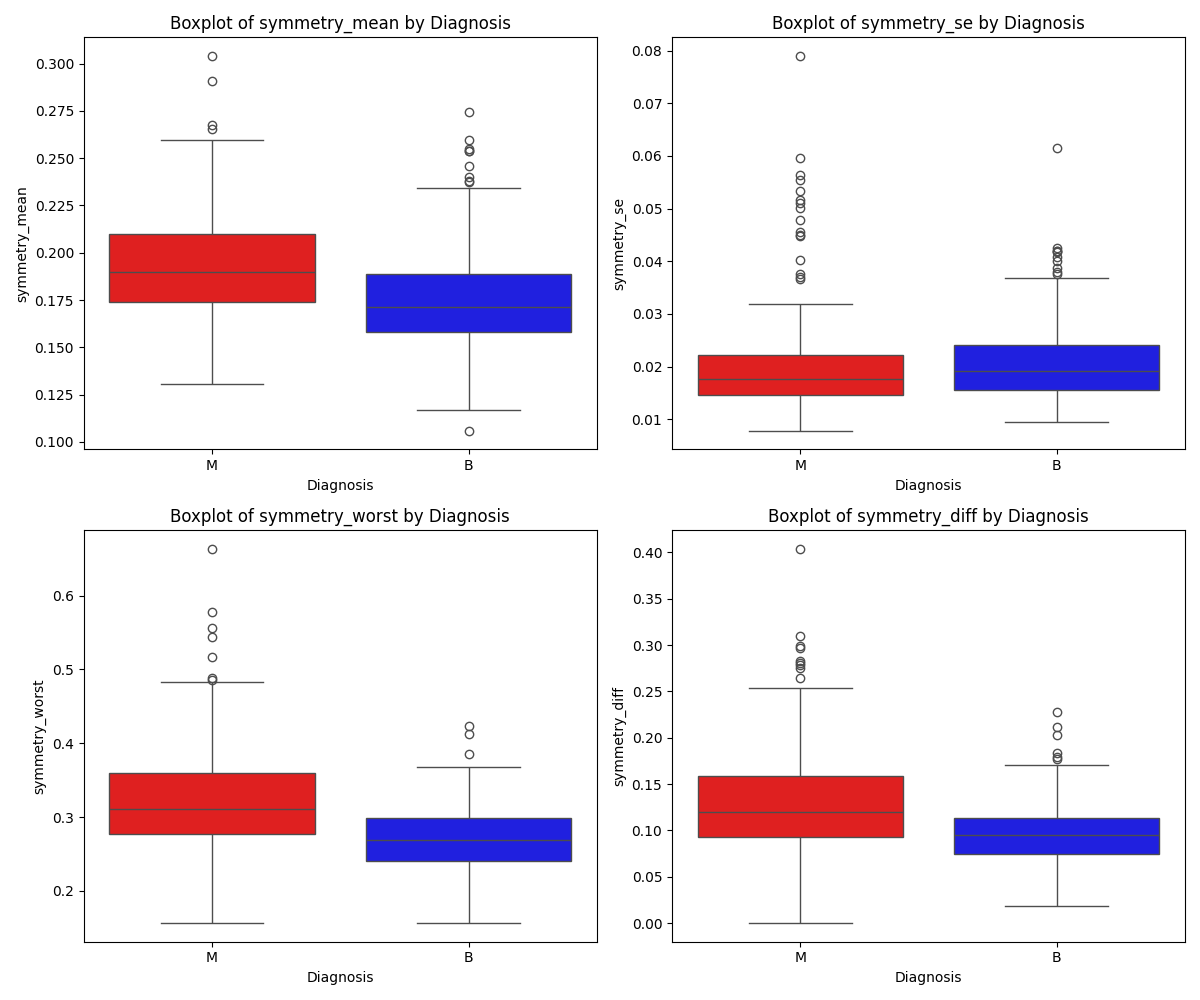 Boxplot of symmetry_mean by Diagnosis
symmetry_mean
0.300
0.275
0.250
0.225
0.200
0.175
0.150
0.125
0.100
M
B
Diagnosis
Boxplot of symmetry_se by Diagnosis
symmetry_se
0.08
0.07
0.06
0.05
0.04
0.03
0.02
0.01
M
B
Diagnosis
Boxplot of symmetry_worst by Diagnosis
symmetry_worst
0.6
0.5
0.4
0.3
0.2
M
B
Diagnosis
Boxplot of symmetry_diff by Diagnosis
symmetry_diff
0.40
0.35
0.30
0.25
0.20
0.15
0.10
0.05
0.00
M
B
Diagnosis